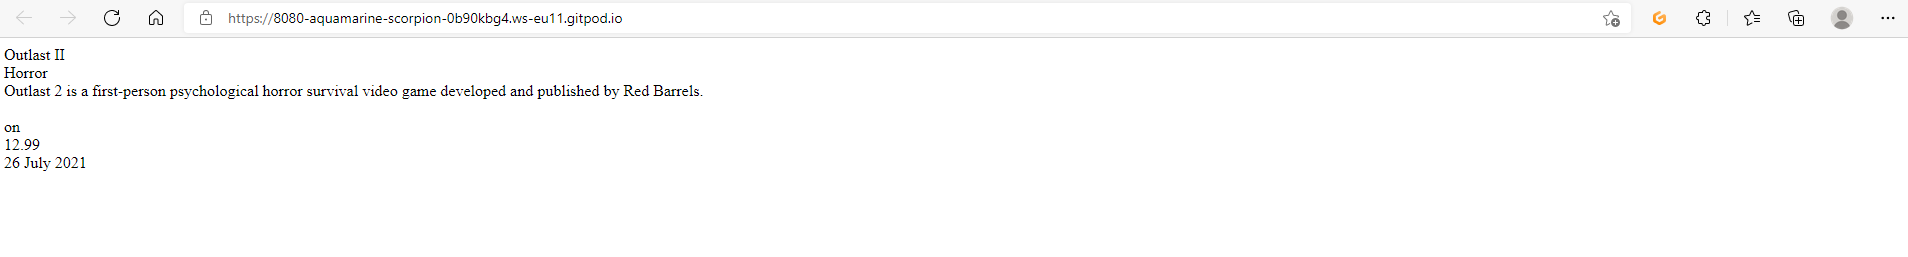 https://8080-aquamarine-scorpion-0b90kbg4.ws-eu11.gitpod.io
Outlast II
Horror
Outlast 2 is a first-person psychological horror survival video game developed and published by Red Barrels.
on
12.99
26 July 2021